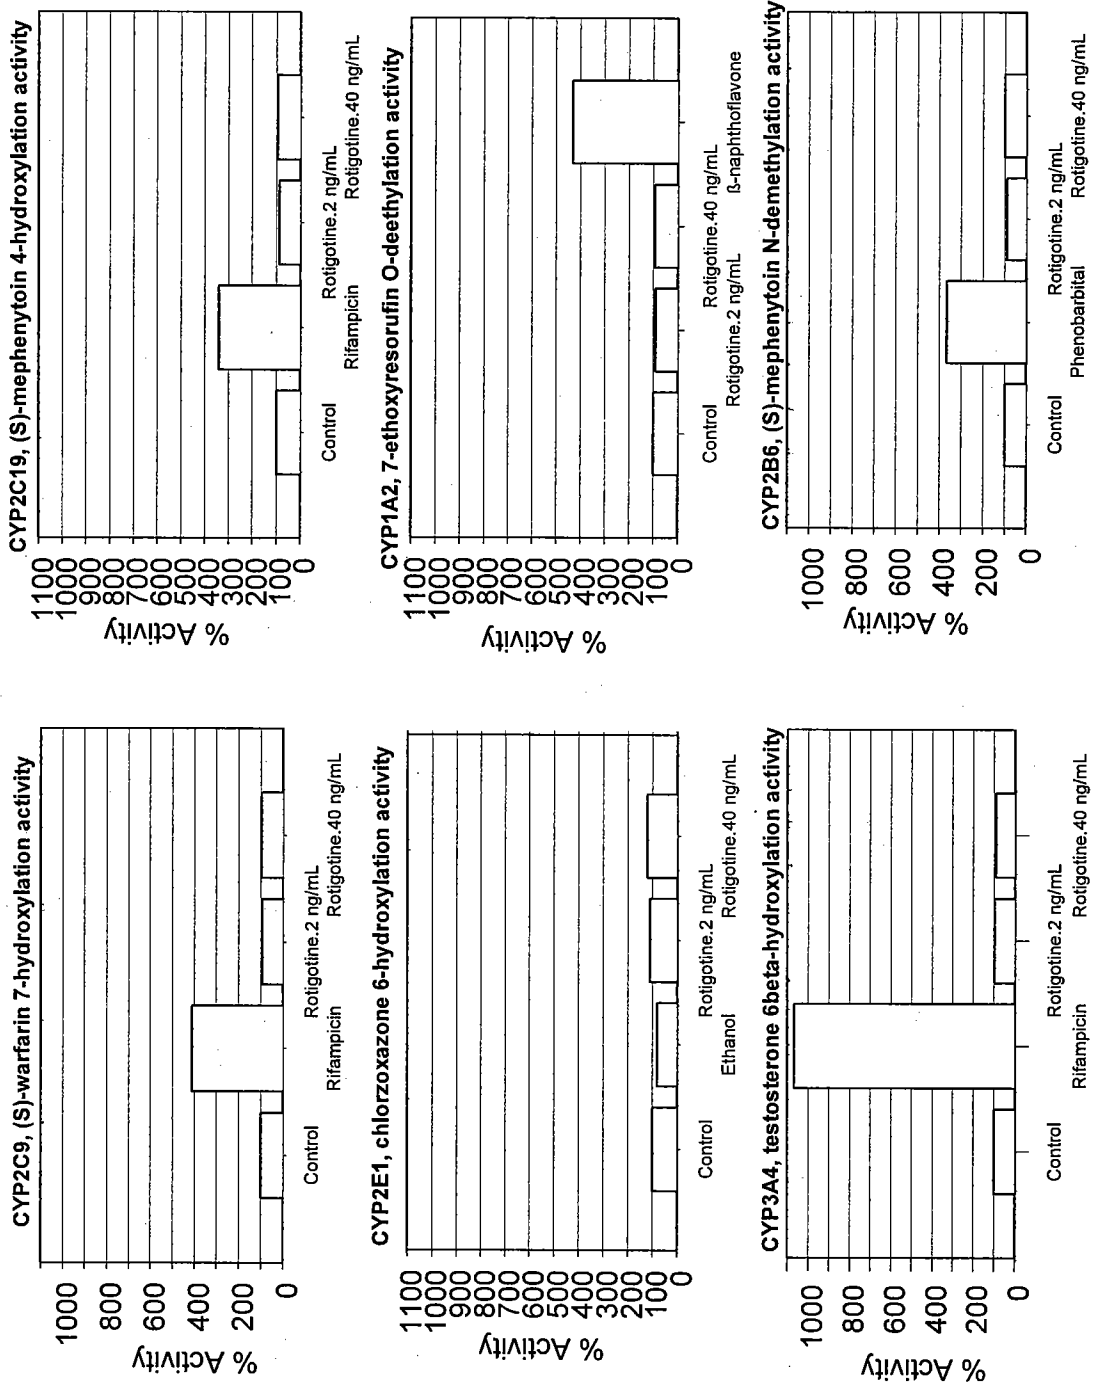 CYP2C9, (S)-warfarin 7-hydroxylation activity
% Activity
1000
800
600
400
200
0
Control
Rifampicin
Rotigotine.2 ng/mL
Rotigotine.40 ng/mL
CYP2C19, (S)-mephenytoin 4-hydroxylation activity
% Activity
1100
1000
900
800
700
600
500
400
300
200
100
0
Control
Rifampicin
Rotigotine.2 ng/mL
Rotigotine.40 ng/mL
CYP2E1, chlorzoxazone 6-hydroxylation activity
% Activity
1100
1000
900
800
700
600
500
400
300
200
100
0
Control
Ethanol
Rotigotine.2 ng/mL
Rotigotine.40 ng/mL
CYP1A2, 7-ethoxyresorufin O-deethylation activity
% Activity
1100
1000
900
800
700
600
500
400
300
200
100
0
Control
Rotigotine.2 ng/mL
Rotigotine.40 ng/mL
ß-naphthoflavone
CYP3A4, testosterone 6beta-hydroxylation activity
% Activity
1000
800
600
400
200
0
Control
Rifampicin
Rotigotine.2 ng/mL
Rotigotine.40 ng/mL
CYP2B6, (S)-mephenytoin N-demethylation activity
% Activity
1000
800
600
400
200
0
Control
Phenobarbital
Rotigotine.2 ng/mL
Rotigotine.40 ng/mL